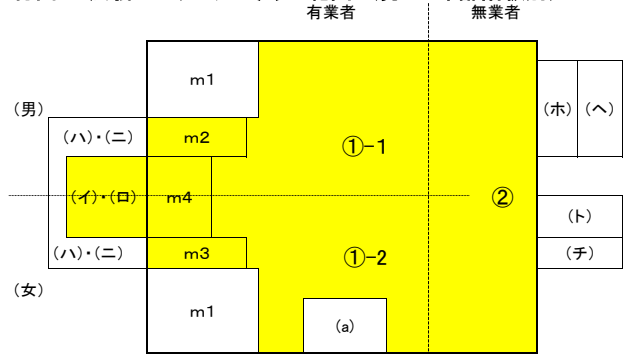 有業者 無業者
m1
(男)
(ホ) (ヘ)
(ハ)・(ニ) m2
①-1
(イ)・(ロ) m4 ②
(ト)
(ハ)・(ニ) m3 ①-2 (チ)
(女)
m1
(a)